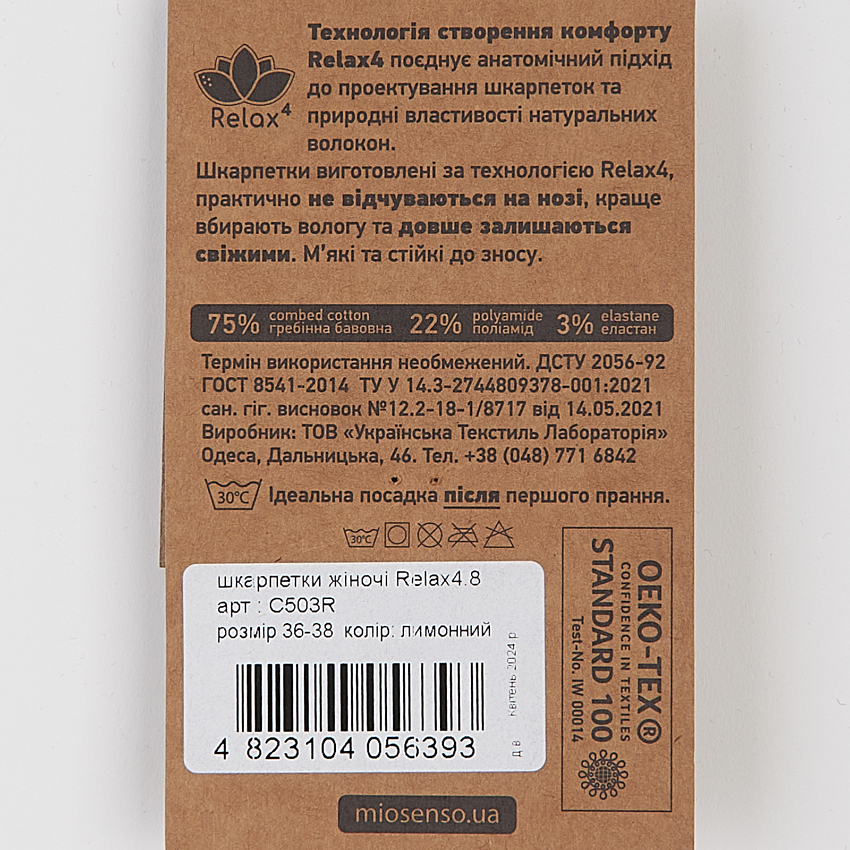 Технологія створення комфорту
Relax4 поєднує анатомічний підхід
до проектування шкарпеток та
природні властивості натуральних
волокон.
Relax4
Шкарпетки виготовлені за технологією Relax4,
практично не відчуваються на нозі, краще
вбирають вологу та довше залишаються
свіжими. М'які та стійкі до зносу.
75% combed cotton гребінна бавовна 22% polyamide поліамід 3% elastane еластан
Термін використання необмежений. ДСТУ 2056-92
ГОСТ 8541-2014 ТУ У 14.3-2744809378-001:2021
сан. гіг. висновок №12.2-18-1/8717 від 14.05.2021
Виробник: ТОВ «Українська Текстиль Лабораторія»
Одеса, Дальницька, 46. Тел. +38 (048) 771 6842
30°C Ідеальна посадка після першого прання.
30°C
OEKO-TEX®
CONFIDENCE IN TEXTILES
STANDARD 100
Test-No. IW 00014
шкарпетки жіночі Relax4.8
арт : C503R
розмір 36-38 колір: лимонний
4 823104 056393
д.в квітень 2024 р
miosenso.ua